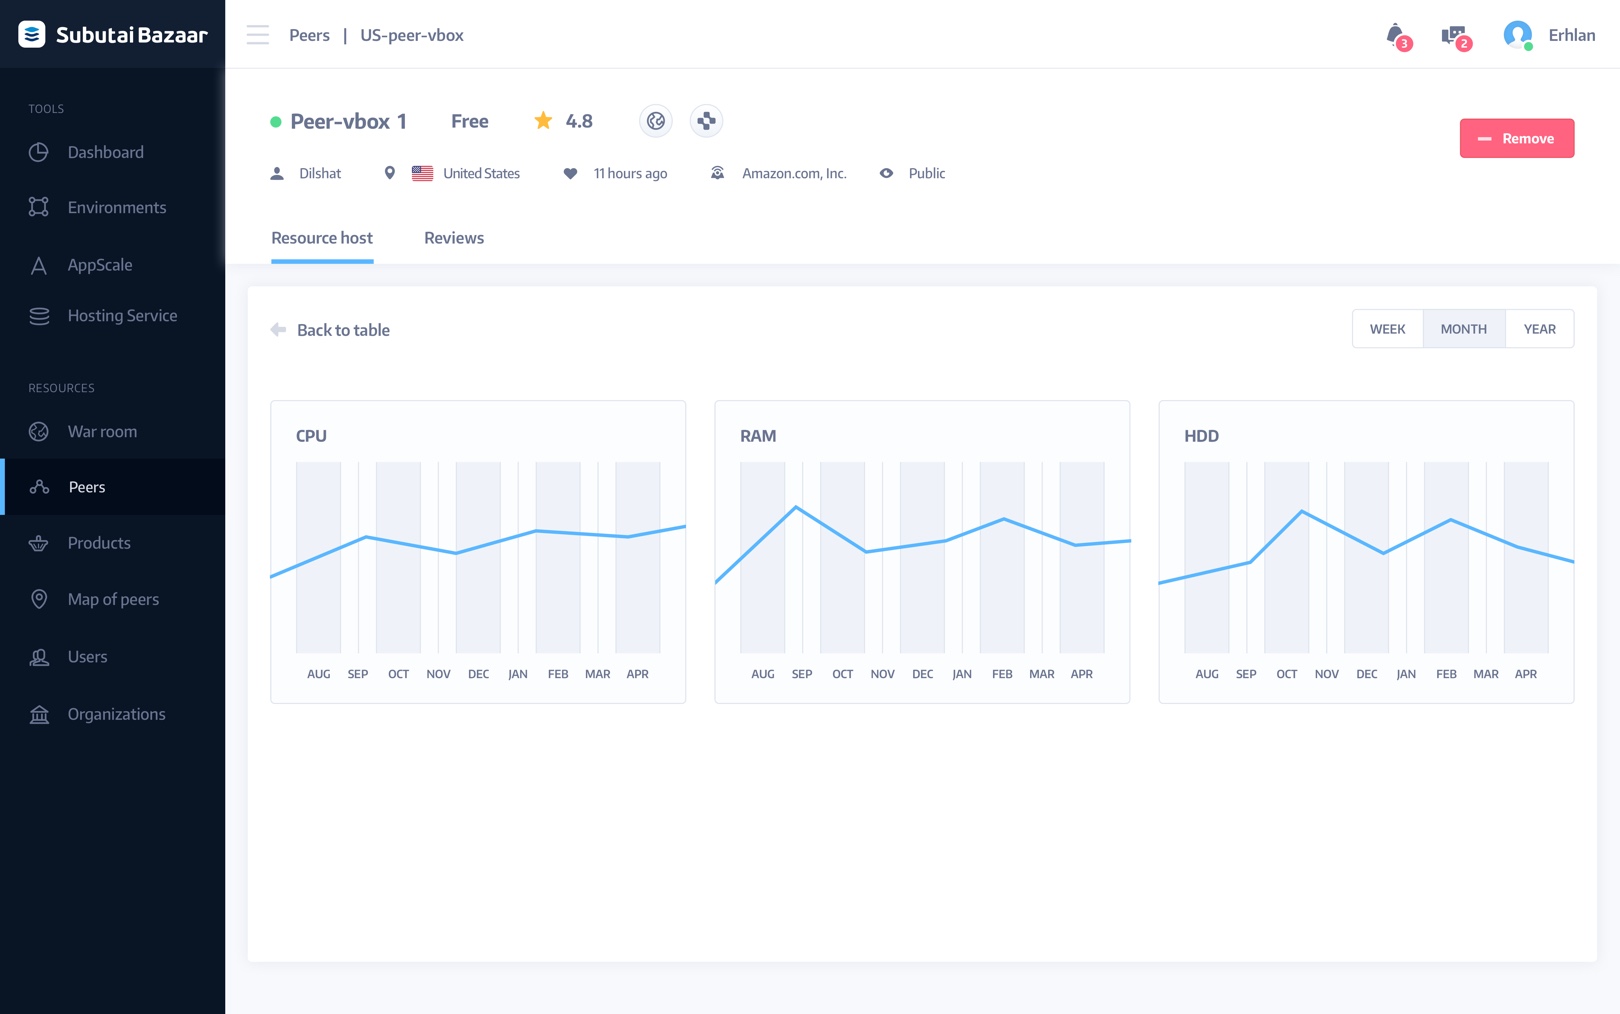 Subutai Bazaar
Peers | US-peer-vbox
3
2
Erhlan
TOOLS
Dashboard
Environments
AppScale
Hosting Service
RESOURCES
War room
Peers
Products
Map of peers
Users
Organizations
Peer-vbox 1
Free
4.8
Remove
Dilshat
United States
11 hours ago
Amazon.com, Inc.
Public
Resource host
Reviews
Back to table
WEEK
MONTH
YEAR
CPU
AUG SEP OCT NOV DEC JAN FEB MAR APR
RAM
AUG SEP OCT NOV DEC JAN FEB MAR APR
HDD
AUG SEP OCT NOV DEC JAN FEB MAR APR